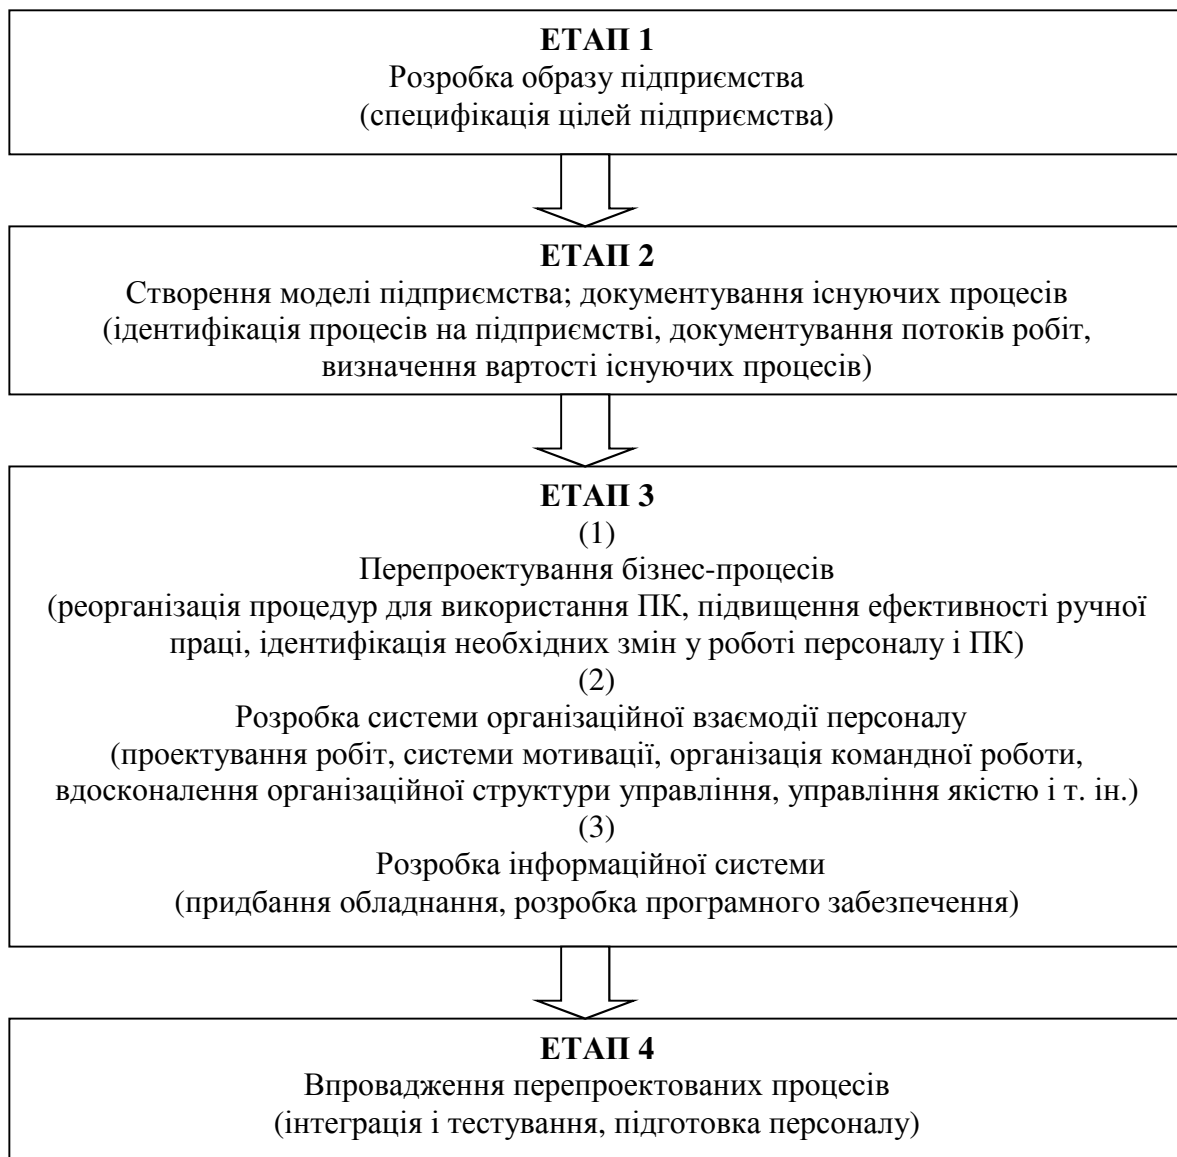 ЕТАП 1
Розробка образу підприємства
(специфікація цілей підприємства)
ЕТАП 2
Створення моделі підприємства; документування існуючих процесів
(ідентифікація процесів на підприємстві, документування потоків робіт,
визначення вартості існуючих процесів)
ЕТАП 3
(1)
Перепроектування бізнес-процесів
(реорганізація процедур для використання ПК, підвищення ефективності ручної
праці, ідентифікація необхідних змін у роботі персоналу і ПК)
(2)
Розробка системи організаційної взаємодії персоналу
(проектування робіт, системи мотивації, організація командної роботи,
вдосконалення організаційної структури управління, управління якістю і т. ін.)
(3)
Розробка інформаційної системи
(придбання обладнання, розробка програмного забезпечення)
ЕТАП 4
Впровадження перепроектованих процесів
(інтеграція і тестування, підготовка персоналу)